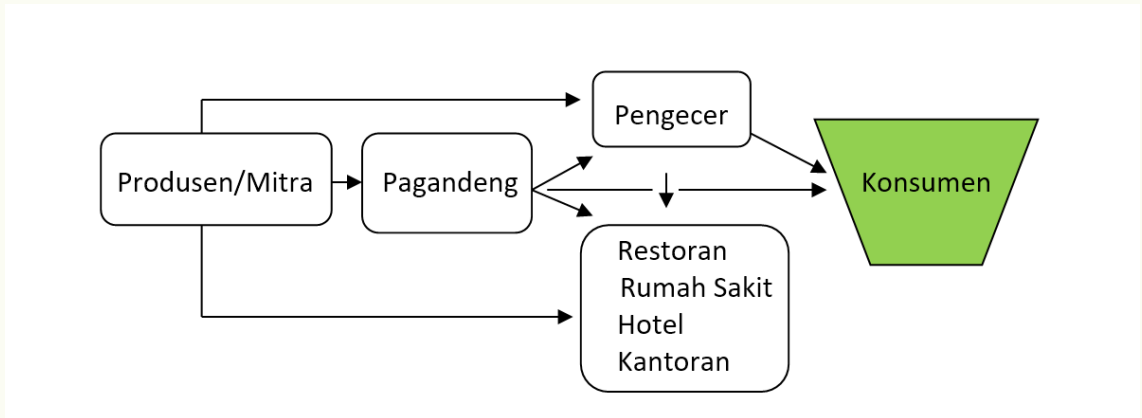 Produsen/Mitra
Pagandeng
Pengecer
Konsumen
Restoran
Rumah Sakit
Hotel
Kantoran